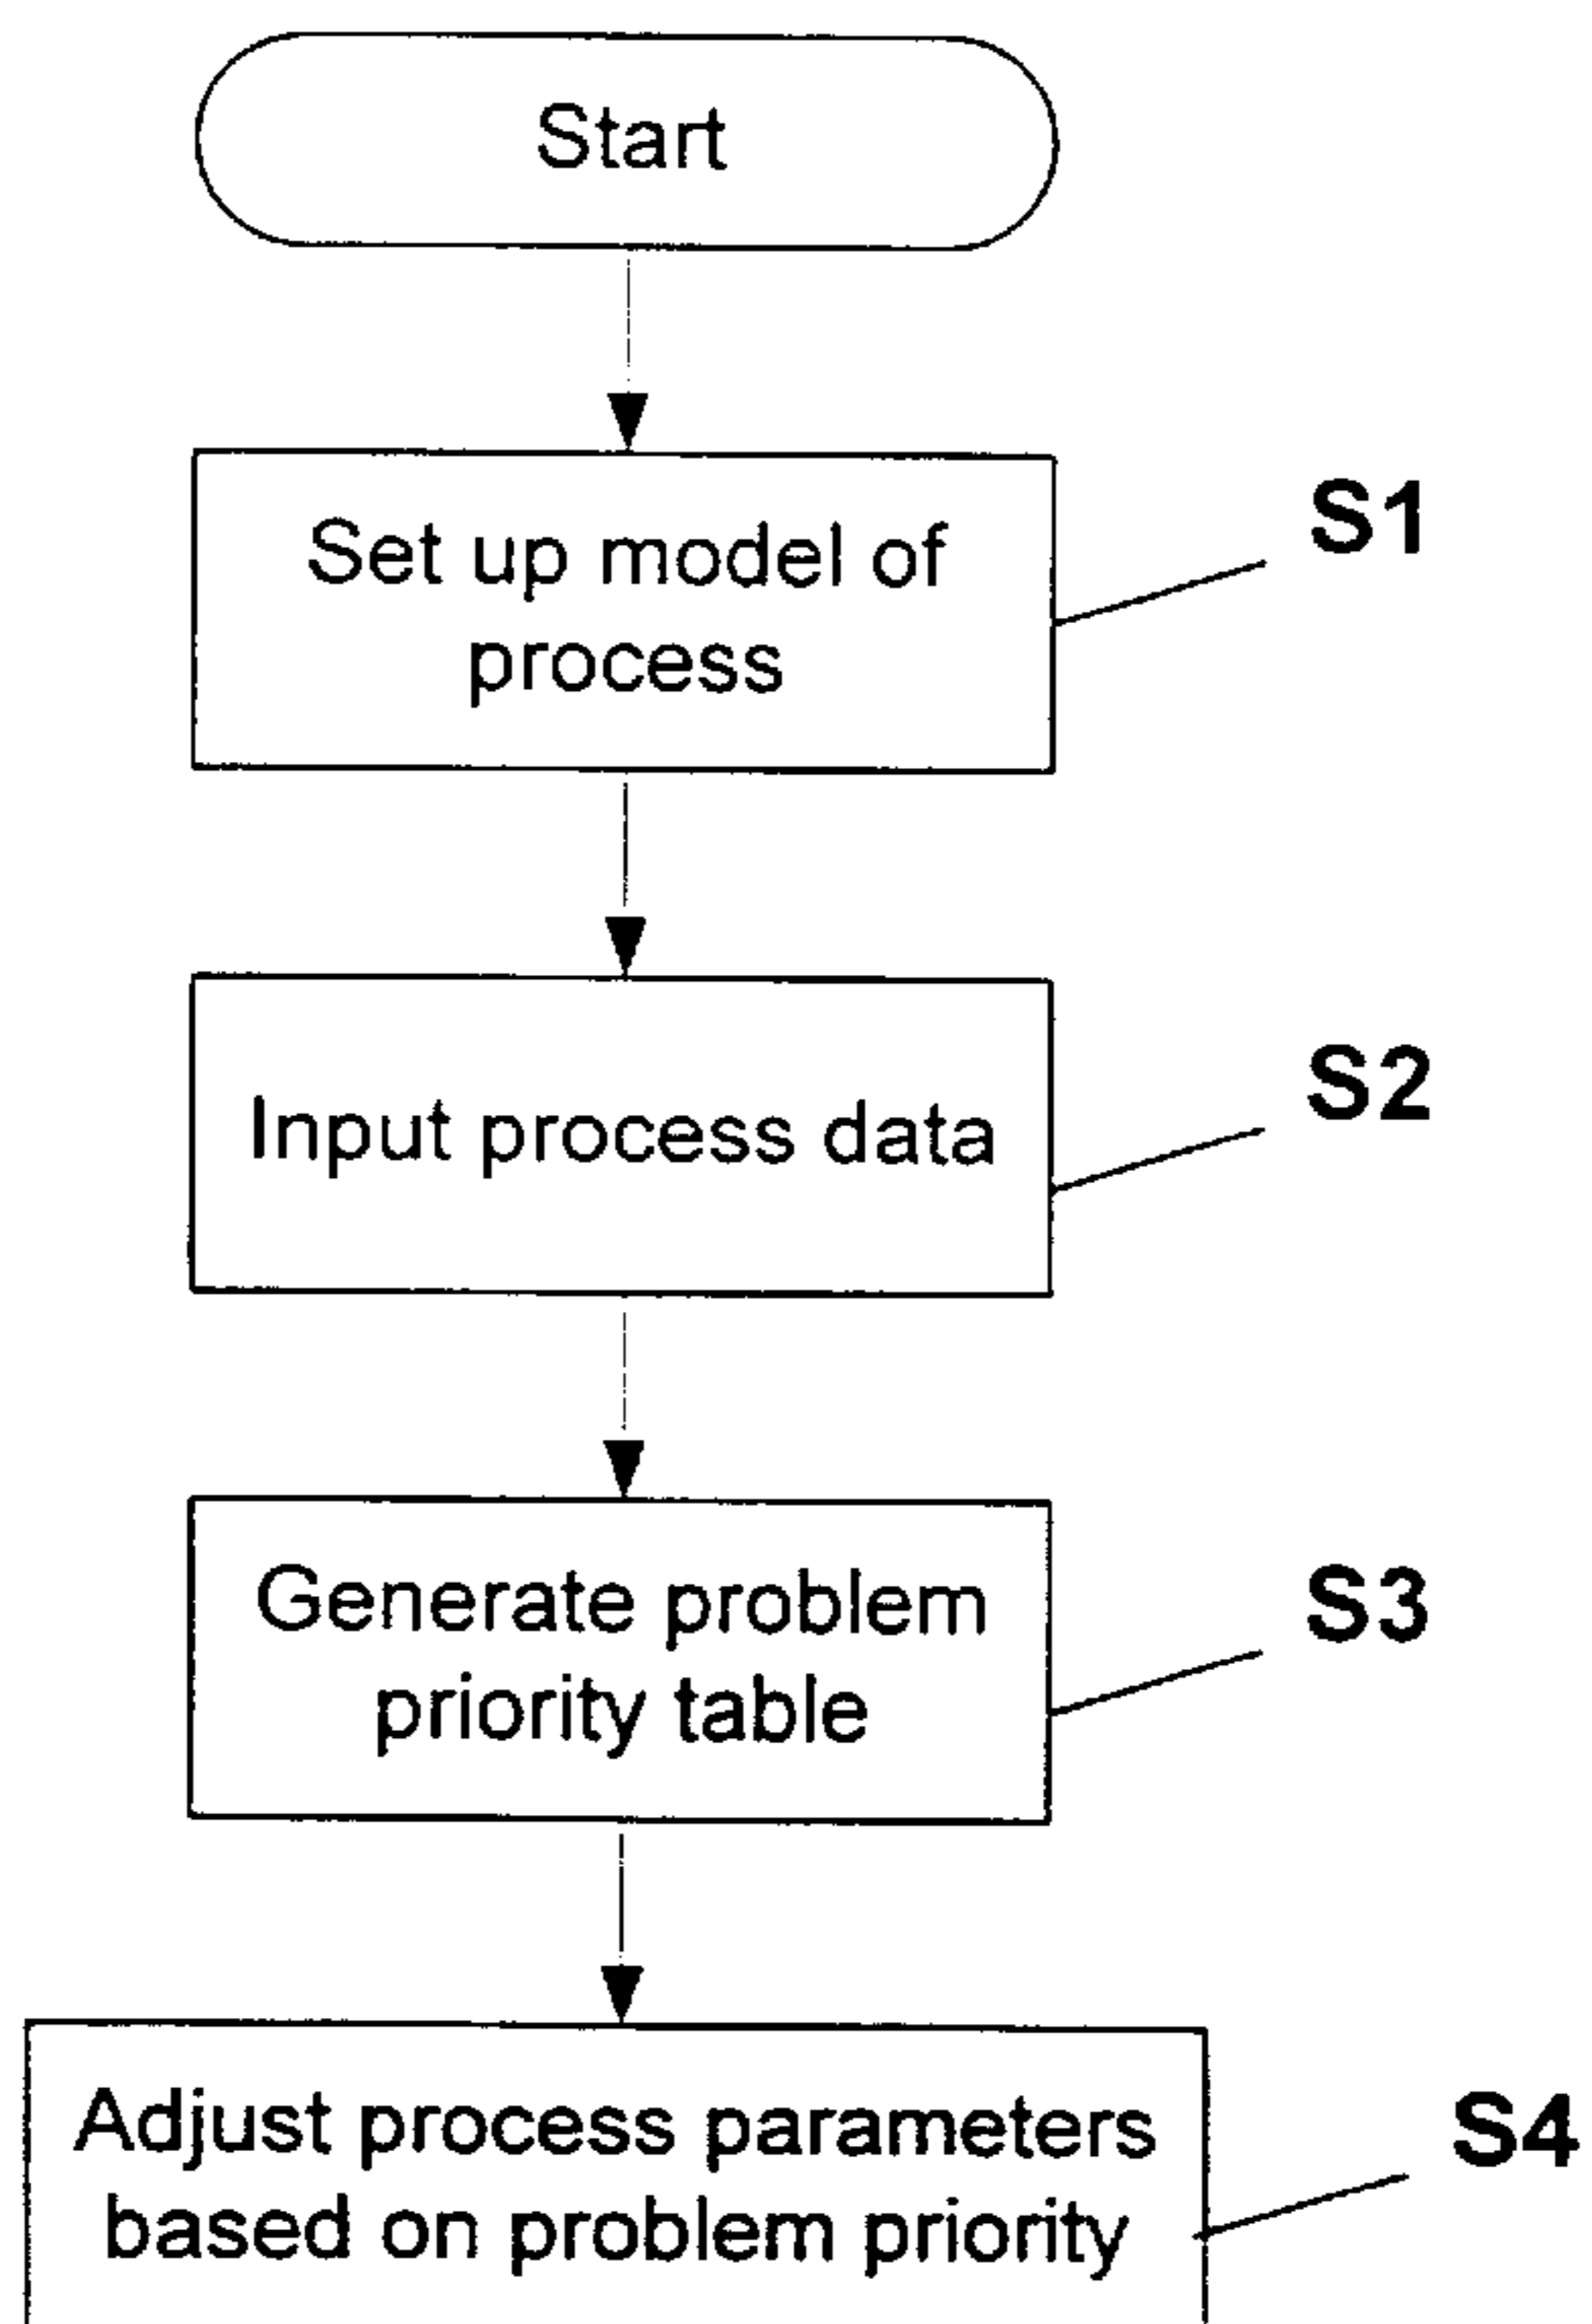 Start
Set up model of
process
S1
Input process data
S2
Generate problem
priority table
S3
Adjust process parameters
based on problem priority
S4